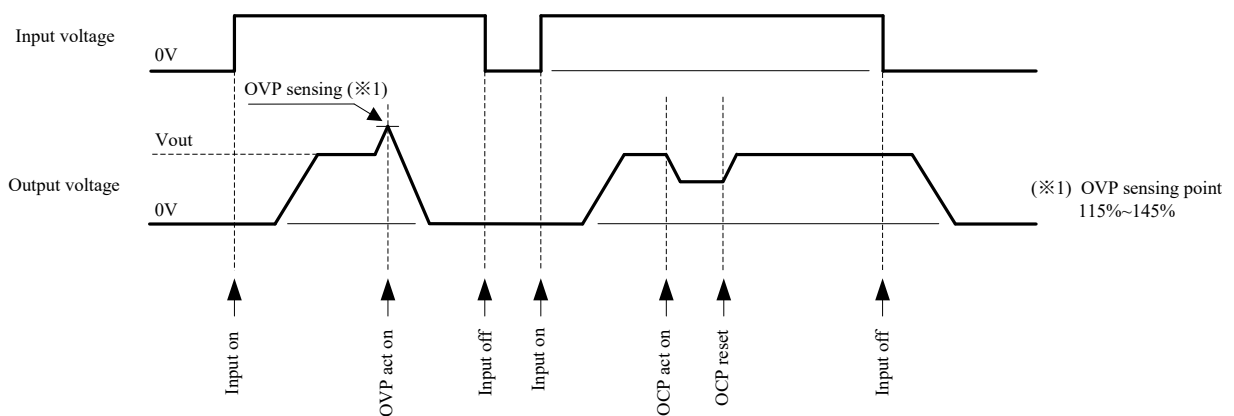 Input voltage
0V
OVP sensing (※1)
Vout
Output voltage
0V
(※1) OVP sensing point
115%~145%
Input on
OVP act on
Input off
Input on
OCP act on
OCP reset
Input off